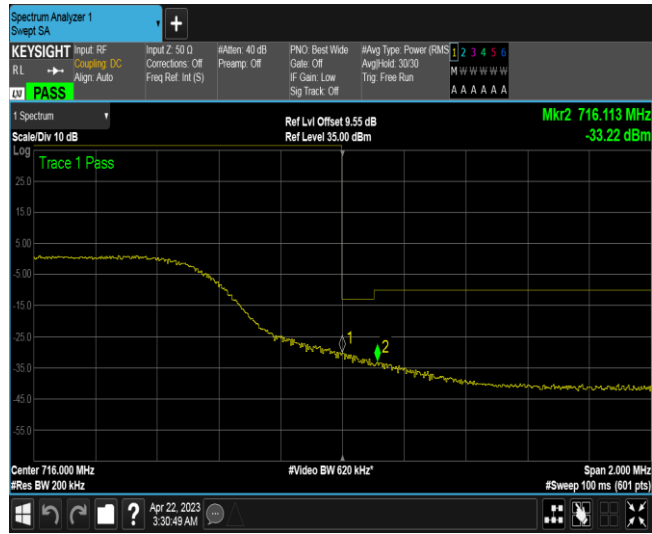 Spectrum Analyzer 1
Swept SA
KEYSIGHT Input: RF Input Z: 50 Ω #Atten: 40 dB PNO: Best Wide #Avg Type: Power (RMS 1 2 3 4 5 6
RL Coupling: DC Corrections: Off Preamp: Off Gate: Off Avg|Hold: 30/30 M W W W W W
Align: Auto Freq Ref: Int (S) IF Gain: Low Trig: Free Run
LXI PASS Sig Track: Off A A A A A A
1 Spectrum Ref Lvl Offset 9.55 dB Mkr2 716.113 MHz
Scale/Div 10 dB Ref Level 35.00 dBm -33.22 dBm
Log
Trace 1 Pass
25.0
15.0
5.00
-5.00
-15.0
-25.0
1
2
-35.0
-45.0
-55.0
Center 716.000 MHz #Video BW 620 kHz* Span 2.000 MHz
#Res BW 200 kHz #Sweep 100 ms (601 pts)
? Apr 22, 2023
3:30:49 AM